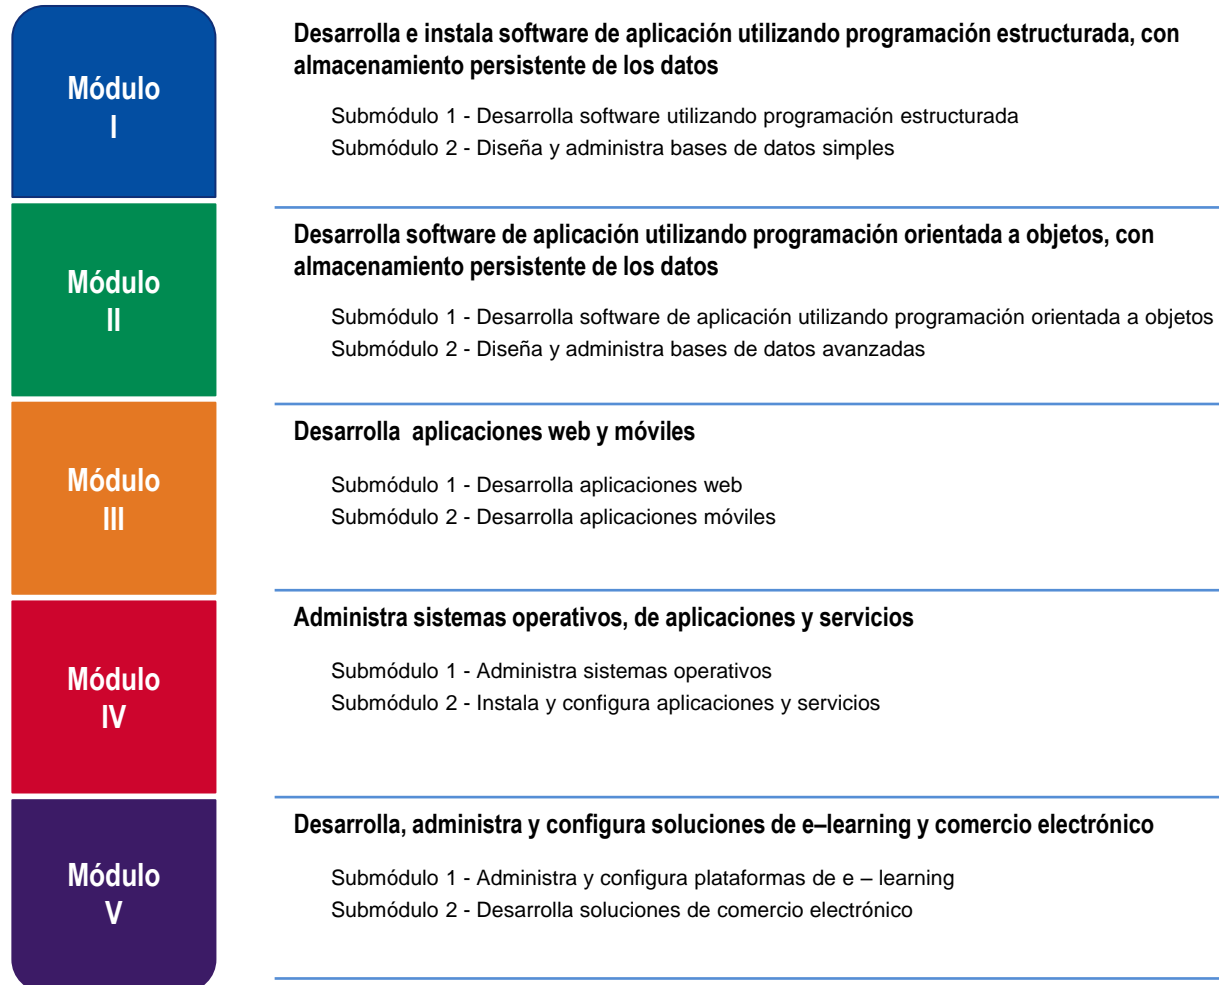 Módulo
I
Desarrolla e instala software de aplicación utilizando programación estructurada, con
almacenamiento persistente de los datos
Submódulo 1 - Desarrolla software utilizando programación estructurada
Submódulo 2 - Diseña y administra bases de datos simples
Módulo
II
Desarrolla software de aplicación utilizando programación orientada a objetos, con
almacenamiento persistente de los datos
Submódulo 1 - Desarrolla software de aplicación utilizando programación orientada a objetos
Submódulo 2 - Diseña y administra bases de datos avanzadas
Módulo
III
Desarrolla aplicaciones web y móviles
Submódulo 1 - Desarrolla aplicaciones web
Submódulo 2 - Desarrolla aplicaciones móviles
Módulo
IV
Administra sistemas operativos, de aplicaciones y servicios
Submódulo 1 - Administra sistemas operativos
Submódulo 2 - Instala y configura aplicaciones y servicios
Módulo
V
Desarrolla, administra y configura soluciones de e–learning y comercio electrónico
Submódulo 1 - Administra y configura plataformas de e – learning
Submódulo 2 - Desarrolla soluciones de comercio electrónico